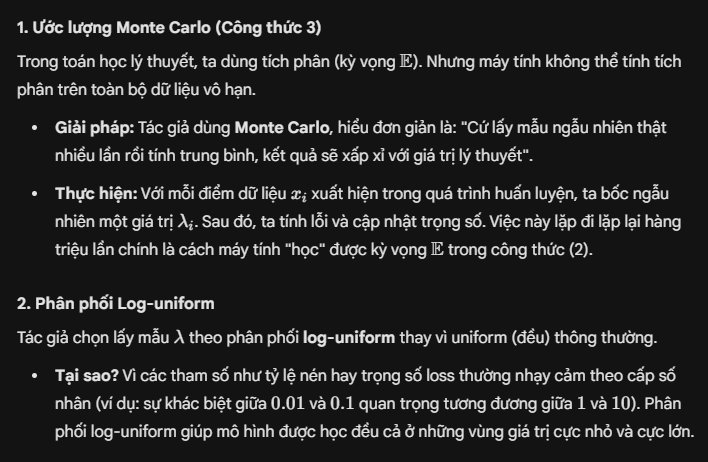 1. Ước lượng Monte Carlo (Công thức 3)
Trong toán học lý thuyết, ta dùng tích phân (kỳ vọng 𝔼). Nhưng máy tính không thể tính tích
phân trên toàn bộ dữ liệu vô hạn.
• Giải pháp: Tác giả dùng Monte Carlo, hiểu đơn giản là: "Cứ lấy mẫu ngẫu nhiên thật
nhiều lần rồi tính trung bình, kết quả sẽ xấp xỉ với giá trị lý thuyết".
• Thực hiện: Với mỗi điểm dữ liệu xᵢ xuất hiện trong quá trình huấn luyện, ta bốc ngẫu
nhiên một giá trị λᵢ. Sau đó, ta tính lỗi và cập nhật trọng số. Việc này lặp đi lặp lại hàng
triệu lần chính là cách máy tính "học" được kỳ vọng 𝔼 trong công thức (2).
2. Phân phối Log-uniform
Tác giả chọn lấy mẫu λ theo phân phối log-uniform thay vì uniform (đều) thông thường.
• Tại sao? Vì các tham số như tỷ lệ nén hay trọng số loss thường nhạy cảm theo cấp số
nhân (ví dụ: sự khác biệt giữa 0.01 và 0.1 quan trọng tương đương giữa 1 và 10). Phân
phối log-uniform giúp mô hình được học đều cả ở những vùng giá trị cực nhỏ và cực lớn.